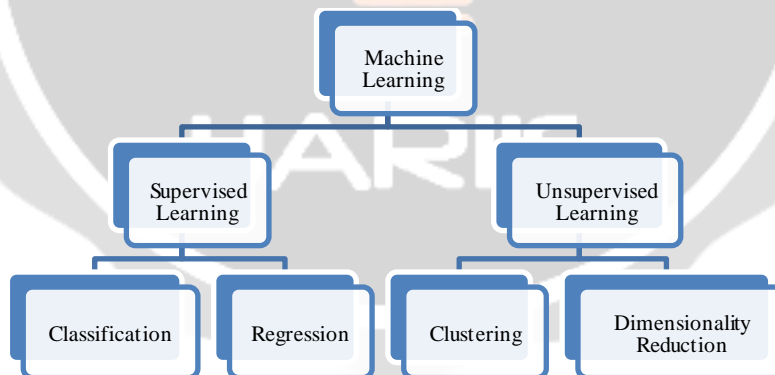 Machine
Learning
Supervised
Learning
Unsupervised
Learning
Classification
Regression
Clustering
Dimensionality
Reduction